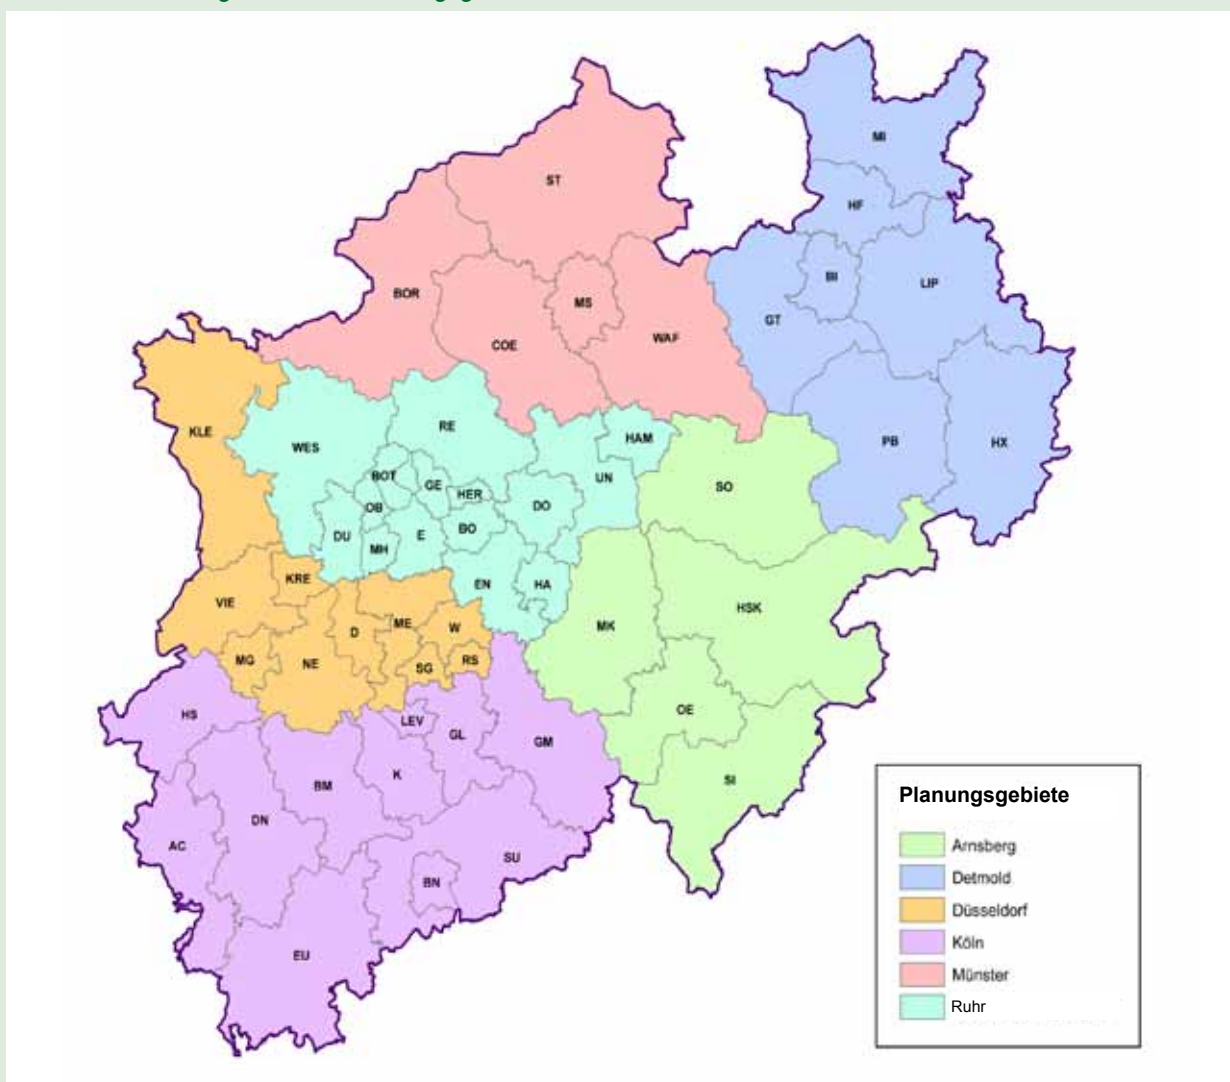 MI
ST
HF
BI
LIP
BOR
MS
GT
COE
WAF
KLE
RE
HAM
PB
HX
WES
BOT
GE
UN
SO
HER
OB
DO
DU
E
BO
MH
KRE
EN
HA
VIE
HSK
D
ME
W
MK
MG
NE
SG
RS
HS
LEV
GL
GM
OE
K
BM
SI
DN
AC
SU
BN
EU
Planungsgebiete
Arnsberg
Detmold
Düsseldorf
Köln
Münster
Ruhr